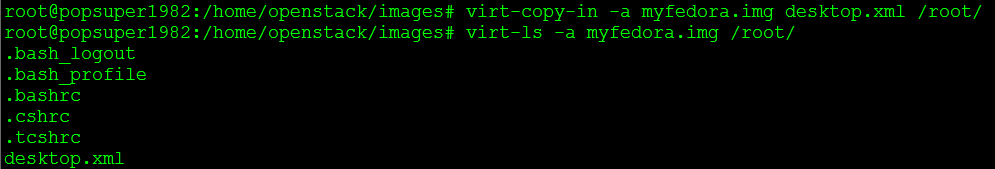 root@popsuper1982:/home/openstack/images# virt-copy-in -a myfedora.img desktop.xml /root/
root@popsuper1982:/home/openstack/images# virt-ls -a myfedora.img /root/
.bash_logout
.bash_profile
.bashrc
.cshrc
.tcshrc
desktop.xml